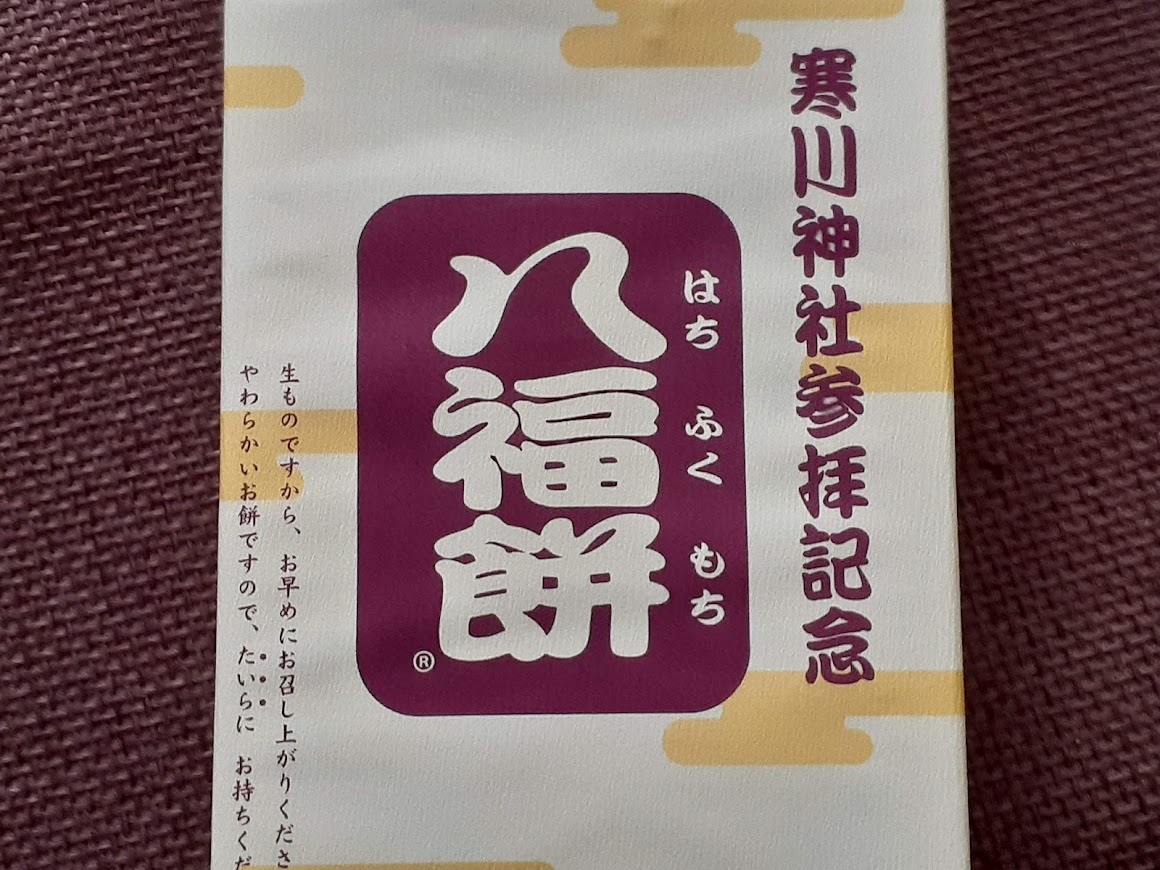 寒川神社参拝記念
はち ふく もち
八福餅
®
生ものですから、お早めにお召し上がりくださ
やわらかいお餅ですので、たいらに お持ちくだ